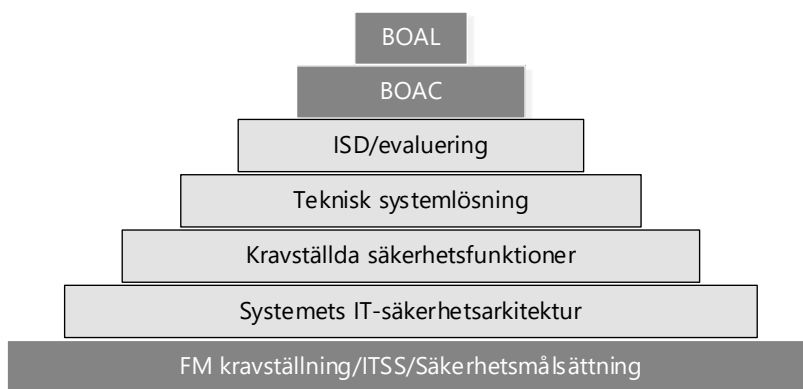 BOAL
BOAC
ISD/evaluering
Teknisk systemlösning
Kravställda säkerhetsfunktioner
Systemets IT-säkerhetsarkitektur
FM kravställning/ITSS/Säkerhetsmålsättning